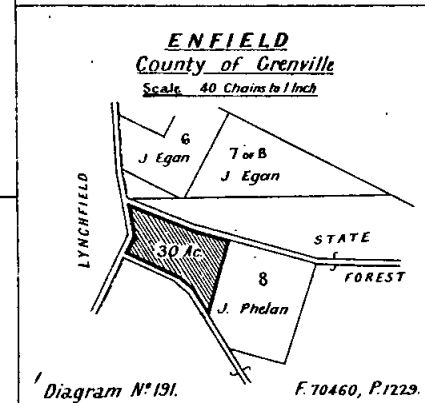 ENFIELD
County of Grenville
Scale 40 Chains to 1 Inch
6
J Egan
7 OF B
J Egan
LYNCHFIELD
30 Ac.
STATE
FOREST
8
J. Phelan
Diagram Nº 191.
F. 70460, P. 1229.